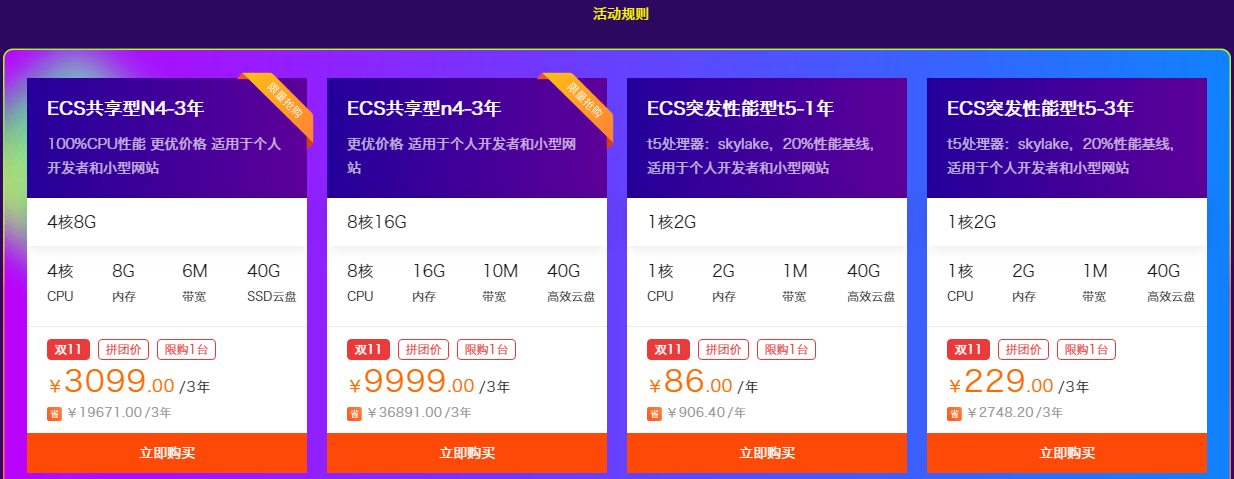 活动规则
ECS共享型N4-3年
限量抢购
100%CPU性能 更优价格 适用于个人
开发者和小型网站
4核8G
4核 8G 6M 40G
CPU 内存 带宽 SSD云盘
双11 拼团价 限购1台
￥3099.00 /3年
省 ￥19671.00/3年
立即购买
ECS共享型n4-3年
限量抢购
更优价格 适用于个人开发者和小型网
站
8核16G
8核 16G 10M 40G
CPU 内存 带宽 高效云盘
双11 拼团价 限购1台
￥9999.00 /3年
省 ￥36891.00/3年
立即购买
ECS突发性能型t5-1年
t5处理器：skylake，20%性能基线,
适用于个人开发者和小型网站
1核2G
1核 2G 1M 40G
CPU 内存 带宽 高效云盘
双11 拼团价 限购1台
￥86.00 /年
省 ￥906.40/年
立即购买
ECS突发性能型t5-3年
t5处理器：skylake，20%性能基线,
适用于个人开发者和小型网站
1核2G
1核 2G 1M 40G
CPU 内存 带宽 高效云盘
双11 拼团价 限购1台
￥229.00 /3年
省 ￥2748.20/3年
立即购买